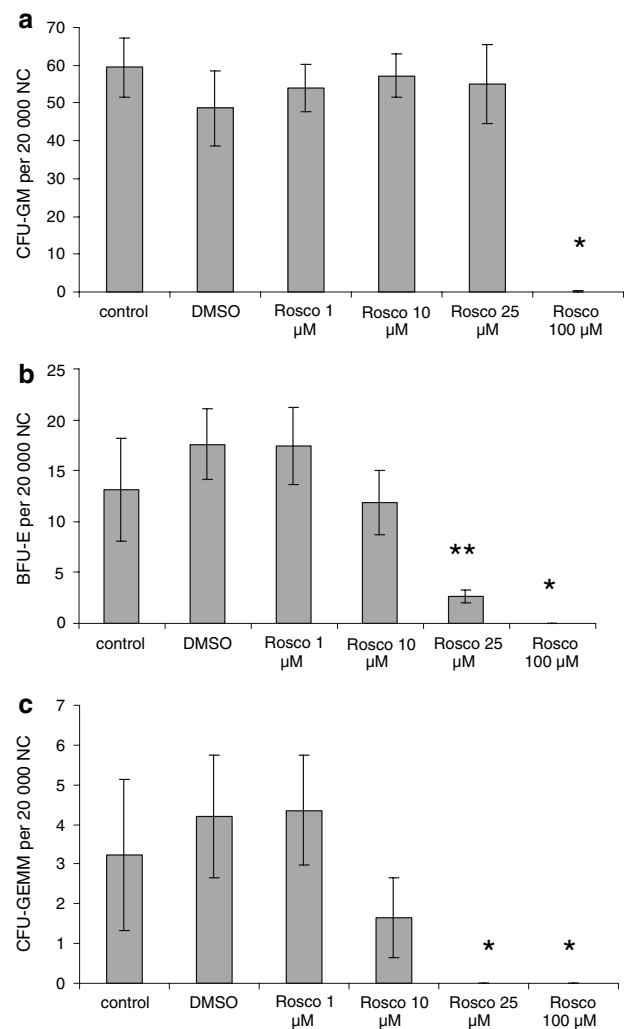 a
CFU-GM per 20 000 NC
70
60
50
40
30
20
10
0
*
control DMSO Rosco 1 µM Rosco 10 µM Rosco 25 µM Rosco 100 µM
b
BFU-E per 20 000 NC
25
20
15
10
5
0
** *
control DMSO Rosco 1 µM Rosco 10 µM Rosco 25 µM Rosco 100 µM
c
CFU-GEMM per 20 000 NC
7
6
5
4
3
2
1
0
* *
control DMSO Rosco 1 µM Rosco 10 µM Rosco 25 µM Rosco 100 µM